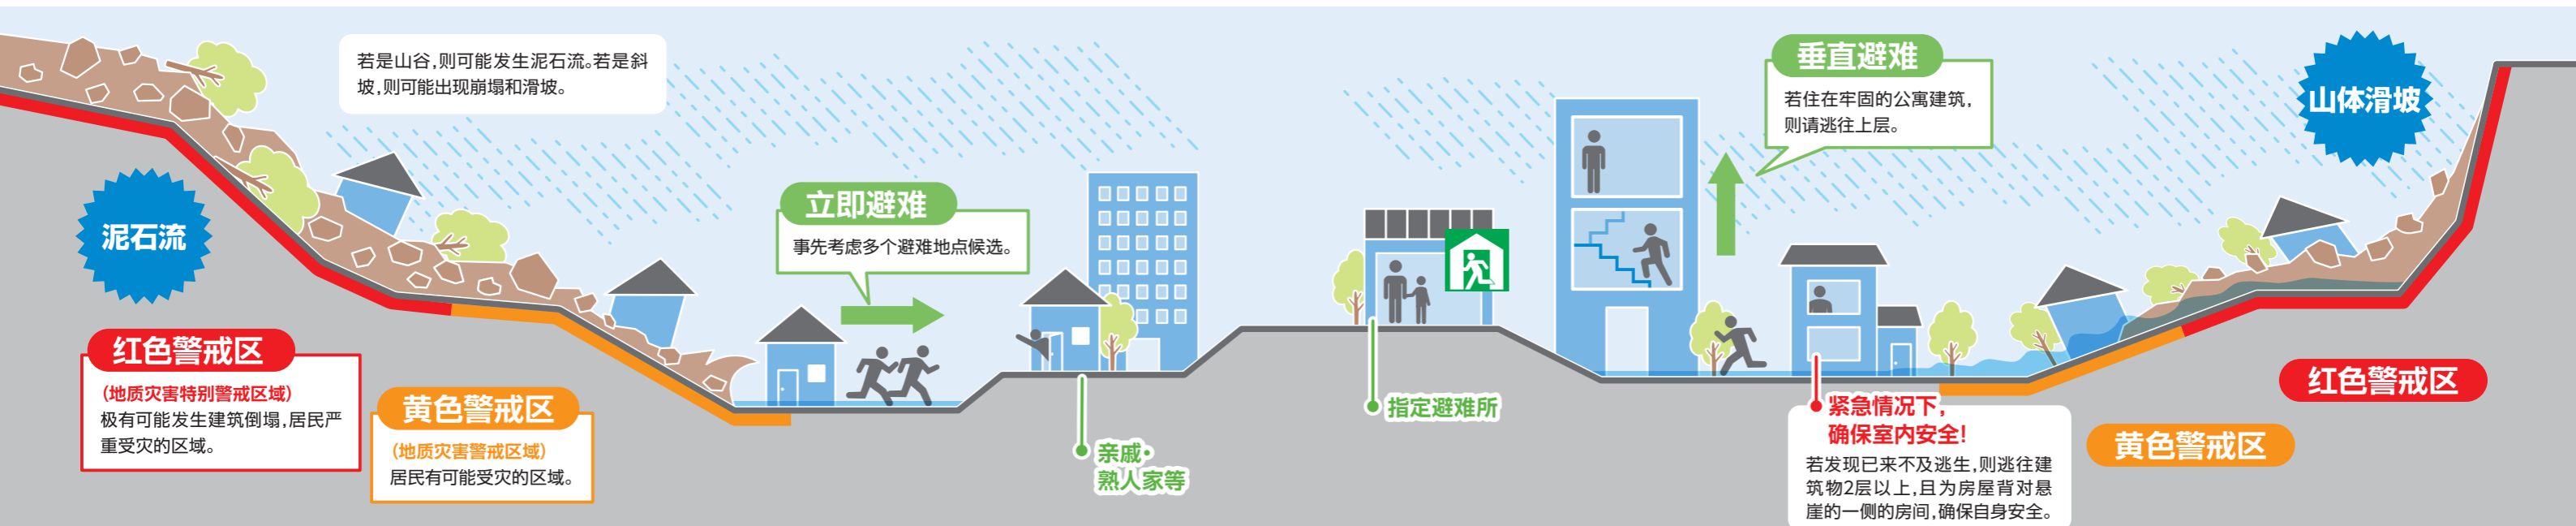 若是山谷,则可能发生泥石流。若是斜
坡,则可能出现崩塌和滑坡。
泥石流
红色警戒区
(地质灾害特别警戒区域)
极有可能发生建筑倒塌,居民严
重受灾的区域。
黄色警戒区
(地质灾害警戒区域)
居民有可能受灾的区域。
立即避难
事先考虑多个避难地点候选。
亲戚·
熟人家等
指定避难所
垂直避难
若住在牢固的公寓建筑,
则请逃往上层。
紧急情况下,
确保室内安全!
若发现已来不及逃生,则逃往建
筑物2层以上,且为房屋背对悬
崖的一侧的房间,确保自身安全。
山体滑坡
红色警戒区
黄色警戒区